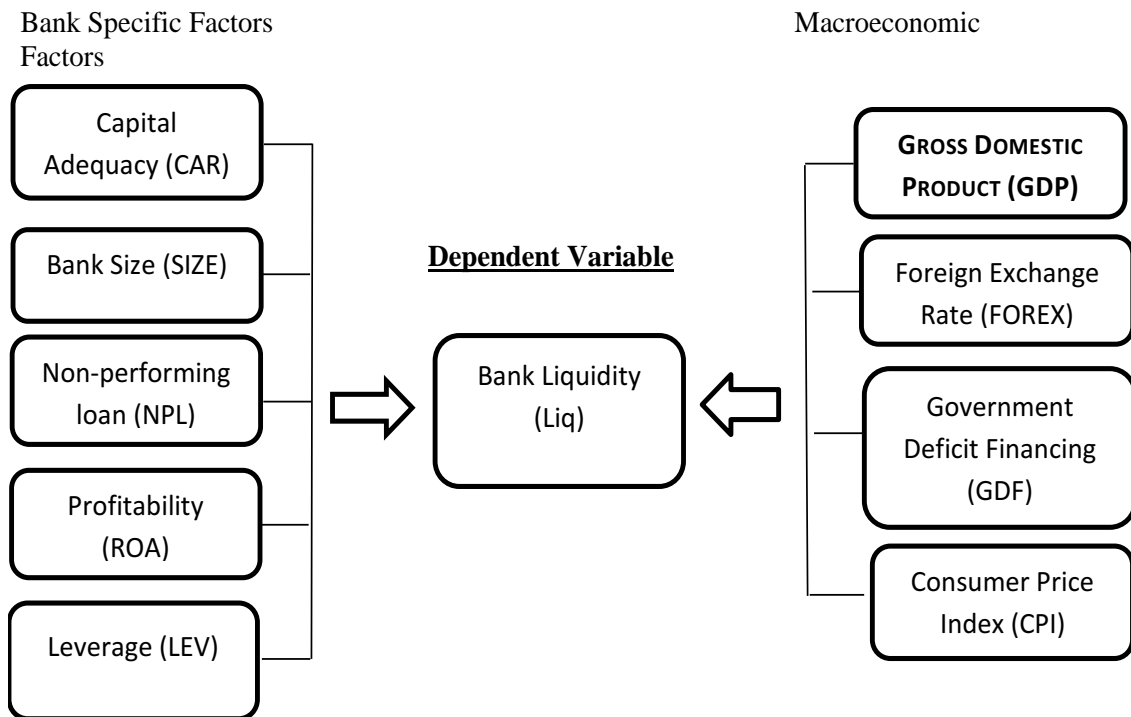 Bank Specific Factors
Factors
Macroeconomic
Capital
Adequacy (CAR)
Bank Size (SIZE)
Non-performing
loan (NPL)
Profitability
(ROA)
Leverage (LEV)
Dependent Variable
Bank Liquidity
(Liq)
GROSS DOMESTIC
PRODUCT (GDP)
Foreign Exchange
Rate (FOREX)
Government
Deficit Financing
(GDF)
Consumer Price
Index (CPI)